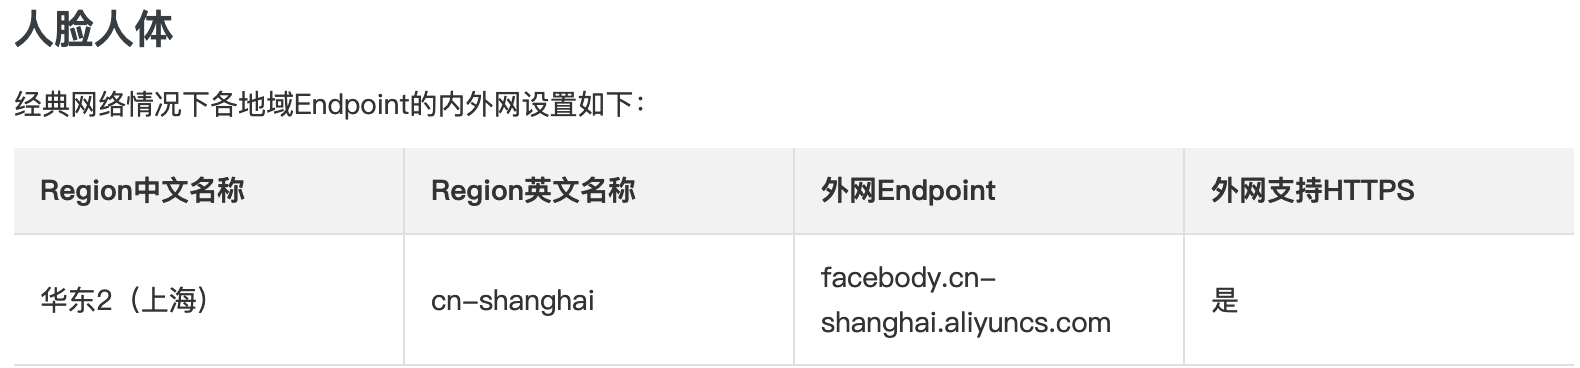 人脸人体
经典网络情况下各地域Endpoint的内外网设置如下：
Region中文名称 Region英文名称 外网Endpoint 外网支持HTTPS
华东2（上海） cn-shanghai facebody.cn- 是
shanghai.aliyuncs.com